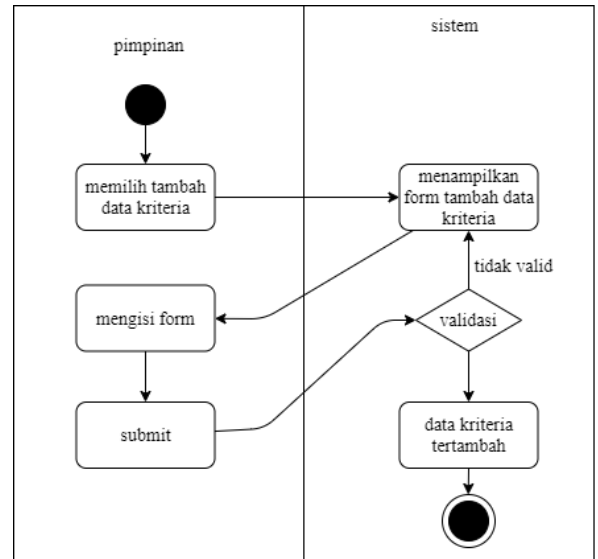 pimpinan
sistem
memilih tambah
data kriteria
menampilkan
form tambah data
kriteria
tidak valid
mengisi form
validasi
submit
data kriteria
tertambah